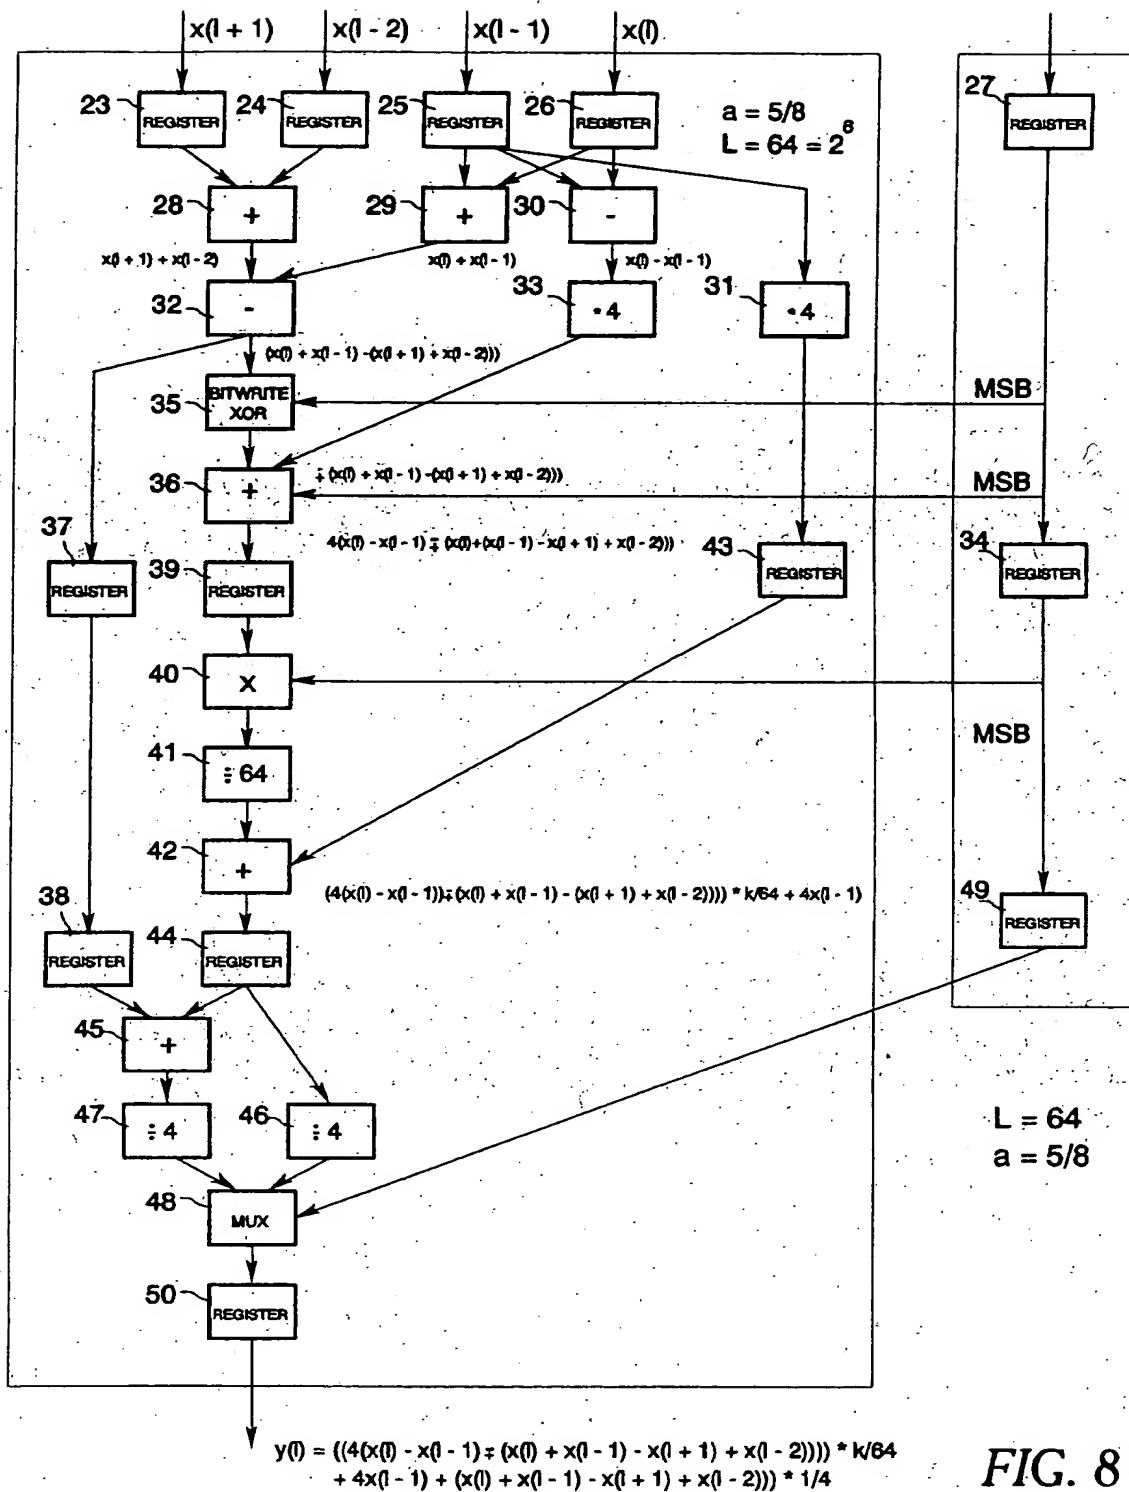 x(l + 1) x(l - 2) x(l - 1) x(l)
23 REGISTER 24 REGISTER 25 REGISTER 26 REGISTER
a = 5/8
L = 64 = 2^6
27 REGISTER
28 + 29 + 30 -
x(l + 1) + x(l - 2) x(l) + x(l - 1) x(l) - x(l - 1)
32 - 33 • 4 31 • 4
(x(l) + x(l - 1) -(x(l + 1) + x(l - 2)))
35 BITWRITE XOR MSB
36 + MSB
∓ (x(l) + x(l - 1) -(x(l + 1) + x(l - 2)))
4(x(l) - x(l - 1) ∓ (x(l)+(x(l - 1) - x(l + 1) + x(l - 2)))
37 REGISTER 39 REGISTER 43 REGISTER 34 REGISTER
40 X
MSB
41 ÷ 64
42 +
(4(x(l) - x(l - 1))∓(x(l) + x(l - 1) - (x(l + 1) + x(l - 2)))) * k/64 + 4x(l - 1)
38 REGISTER 44 REGISTER 49 REGISTER
45 +
47 ÷ 4 46 ÷ 4
L = 64
a = 5/8
48 MUX
50 REGISTER
y(l) = ((4(x(l) - x(l - 1) ∓ (x(l) + x(l - 1) - x(l + 1) + x(l - 2)))) * k/64
+ 4x(l - 1) + (x(l) + x(l - 1) - x(l + 1) + x(l - 2))) * 1/4
FIG. 8